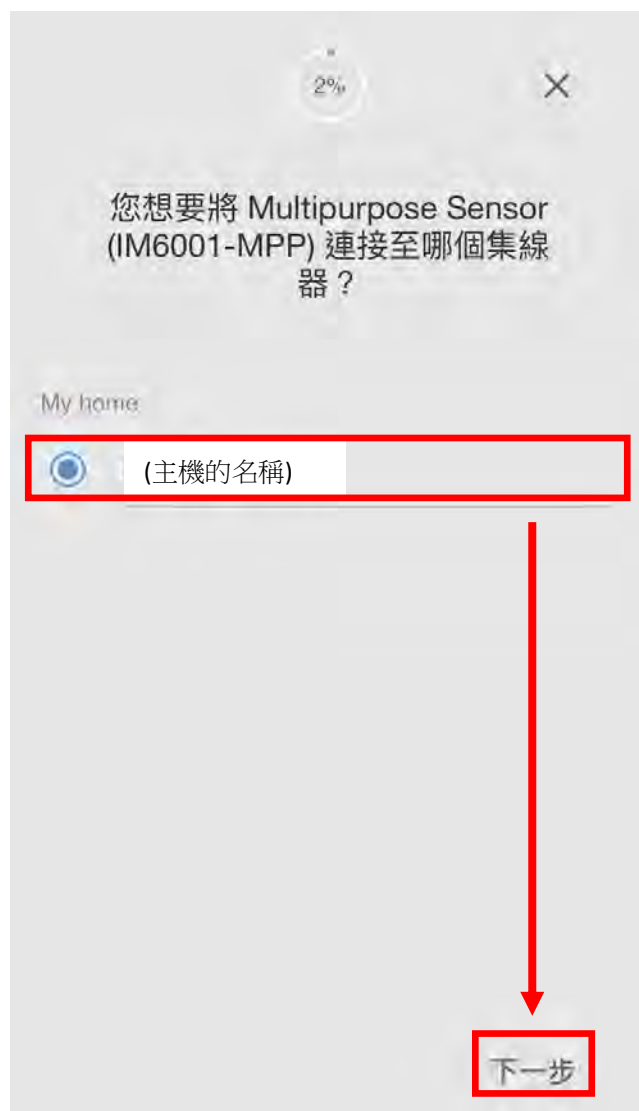 2%
您想要將 Multipurpose Sensor
(IM6001-MPP) 連接至哪個集線
器？
My home
(主機的名稱)
下一步